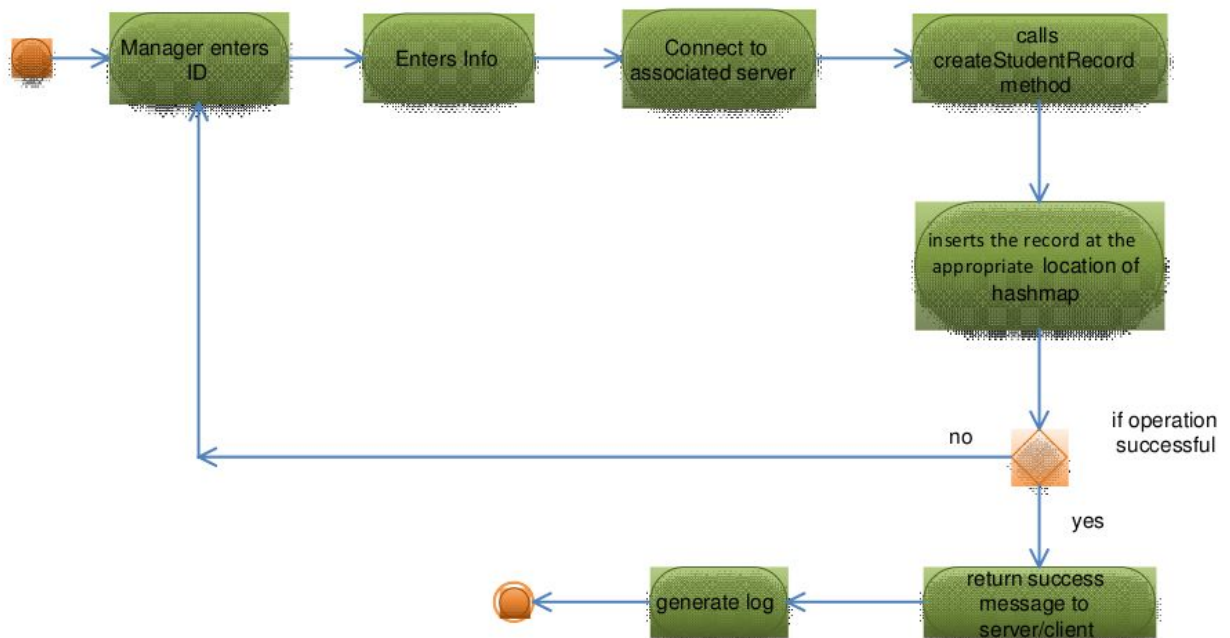 Manager enters
ID
Enters Info
Connect to
associated server
calls
createStudentRecord
method
inserts the record at the
appropriate location of
hashmap
if operation
successful
no
yes
return success
message to
server/client
generate log